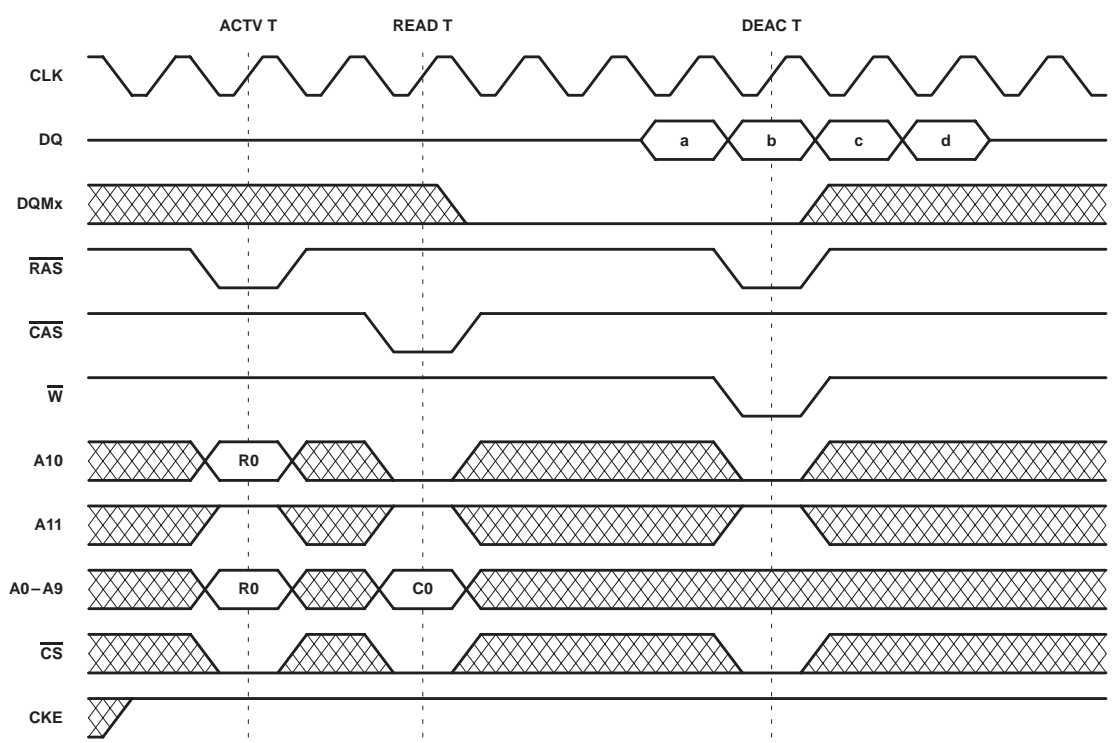 ACTV T READ T DEAC T
CLK
DQ a b c d
DQMx
RAS
CAS
W
A10 R0
A11
A0–A9 R0 C0
CS
CKE